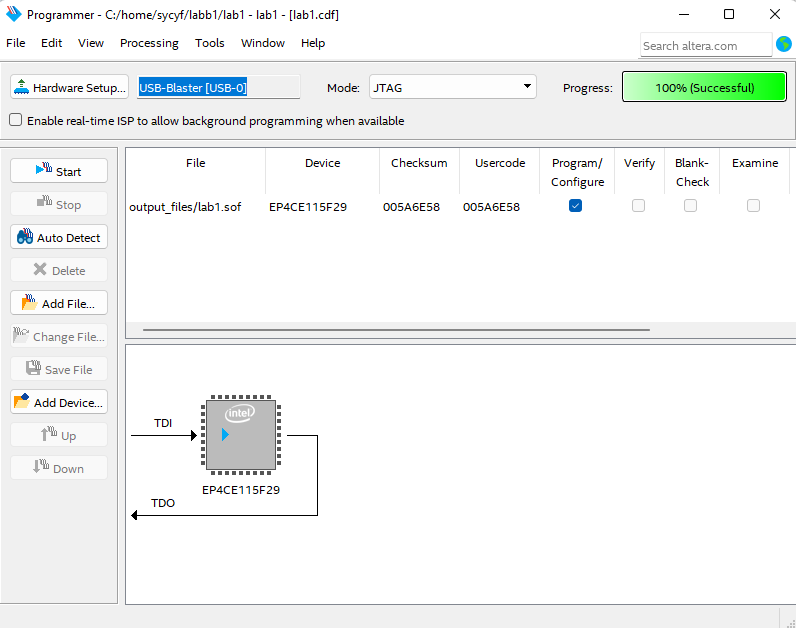 Programmer - C:/home/sycyf/labb1/lab1 - lab1 - [lab1.cdf]
File Edit View Processing Tools Window Help
Search altera.com
Hardware Setup... USB-Blaster [USB-0] Mode: JTAG Progress: 100% (Successful)
Enable real-time ISP to allow background programming when available
Start
Stop
Auto Detect
Delete
Add File...
Change File...
Save File
Add Device...
Up
Down
File Device Checksum Usercode Program/ Verify Blank- Examine
Configure Check
output_files/lab1.sof EP4CE115F29 005A6E58 005A6E58
intel
TDI
EP4CE115F29
TDO